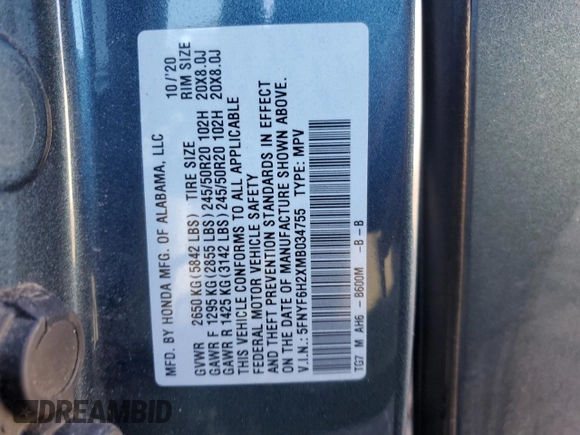 MFD. BY HONDA MFG. OF ALABAMA, LLC 10/'20
GVWR 2650 KG (5842 LBS) TIRE SIZE RIM SIZE
GAWR F 1295 KG (2855 LBS) 245/50R20 102H 20X8.0J
GAWR R 1425 KG (3142 LBS) 245/50R20 102H 20X8.0J
THIS VEHICLE CONFORMS TO ALL APPLICABLE
FEDERAL MOTOR VEHICLE SAFETY
AND THEFT PREVENTION STANDARDS IN EFFECT
ON THE DATE OF MANUFACTURE SHOWN ABOVE.
V.I.N.: 5FNYF6H2XMB034755 TYPE: MPV
TG7 M AH6 - B600M -B -B
DREAMBID